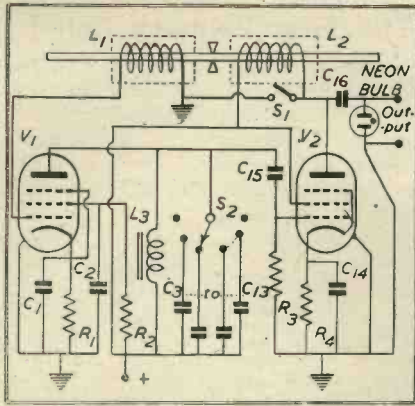 L1
L2
C16
NEON
BULB
S1
Out-
put
V1
V2
C15
L3
S2
C2
C3
to
C13
C14
C1
R1
R2
R3
R4
+